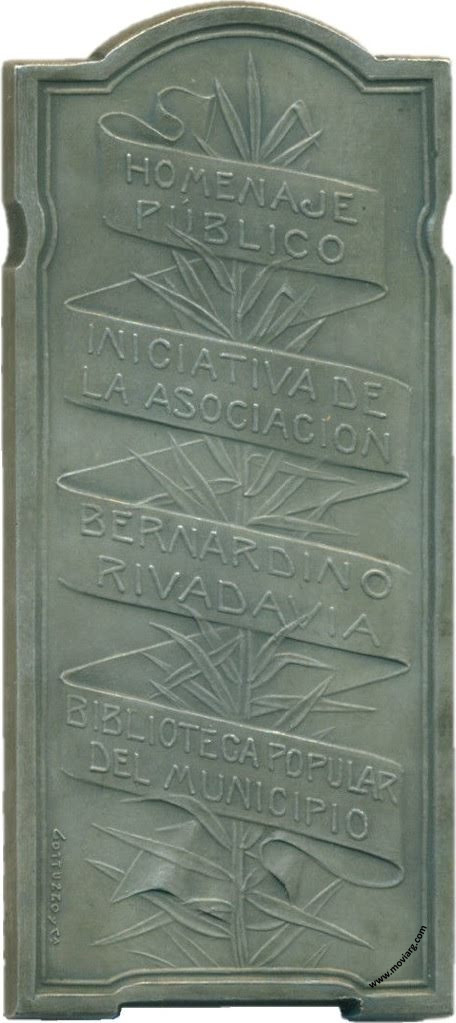 HOMENAJE
PÚBLICO
INICIATIVA DE
LA ASOCIACION
BERNARDINO
RIVADAVIA
BIBLIOTECA POPULAR
DEL MUNICIPIO
www.moviarg.com